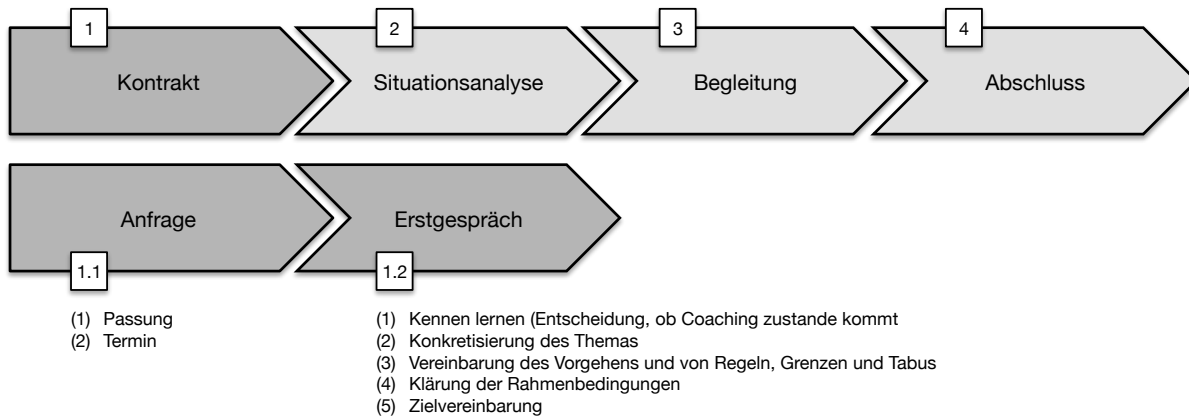 1
2
3
4
Kontrakt
Situationsanalyse
Begleitung
Abschluss
Anfrage
Erstgespräch
1.1
1.2
(1) Passung
(2) Termin
(1) Kennen lernen (Entscheidung, ob Coaching zustande kommt
(2) Konkretisierung des Themas
(3) Vereinbarung des Vorgehens und von Regeln, Grenzen und Tabus
(4) Klärung der Rahmenbedingungen
(5) Zielvereinbarung